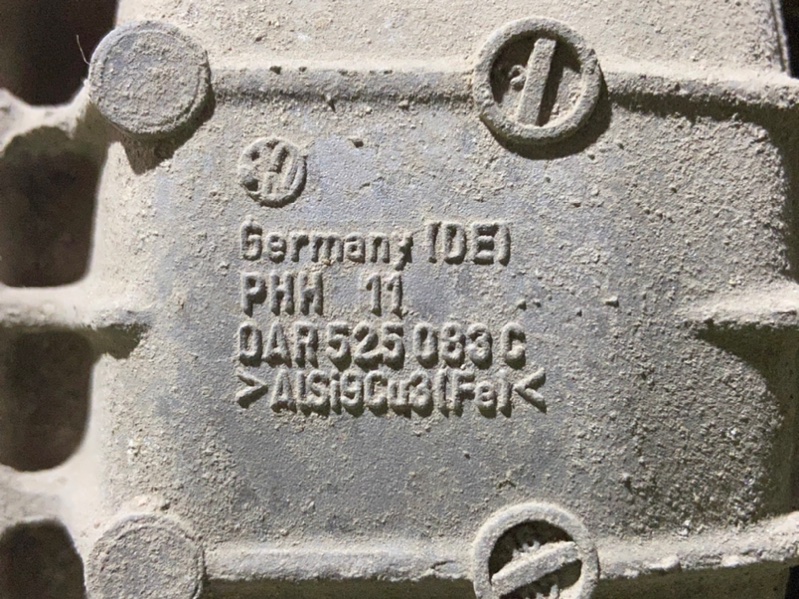 Germany (DE)
PHH 11
0AR 525 083 C
>AlSi9Cu3(Fe)<